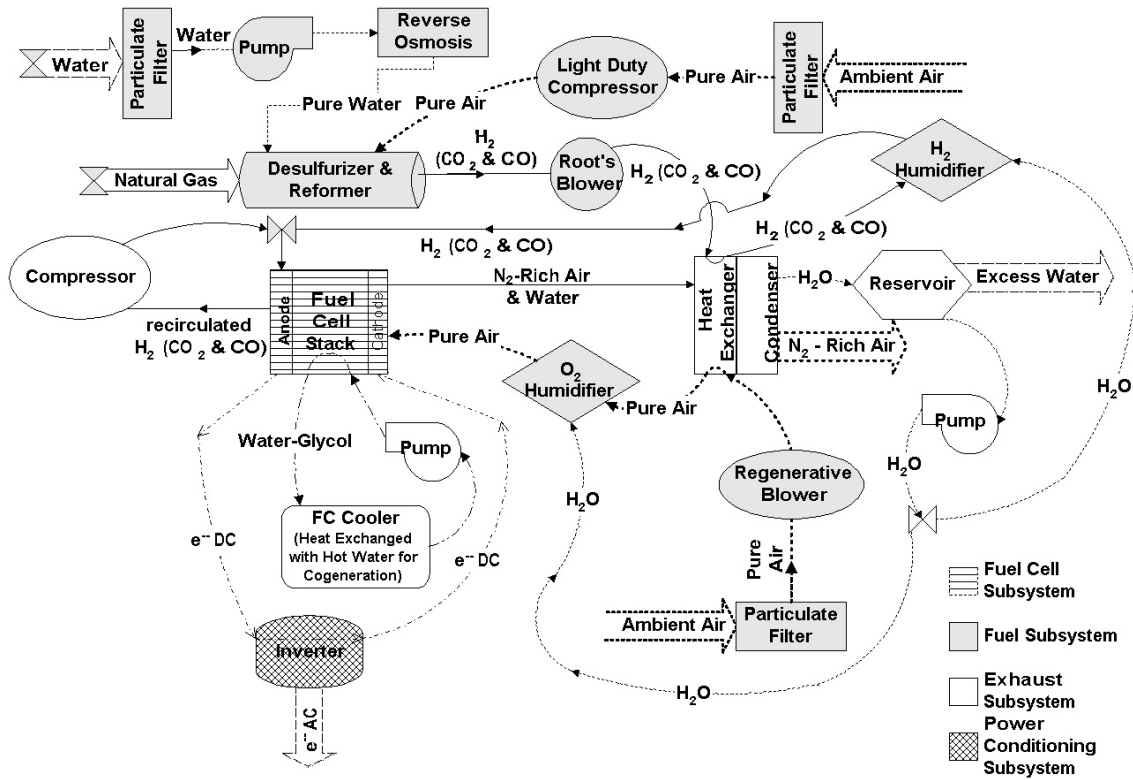 Water
Particulate
Filter
Water
Pump
Reverse
Osmosis
Pure Water
Pure Air
Light Duty
Compressor
Pure Air
Particulate
Filter
Ambient Air
Natural Gas
Desulfurizer &
Reformer
H2
(CO2 & CO)
Root's
Blower
H2 (CO2 & CO)
H2
Humidifier
H2 (CO2 & CO)
H2 (CO2 & CO)
Compressor
recirculated
H2 (CO2 & CO)
Anode
Fuel
Cell
Stack
Cathode
N2-Rich Air
& Water
Heat
Exchanger
Condenser
H2O
Reservoir
Excess Water
N2 - Rich Air
Pure Air
O2
Humidifier
Pure Air
H2O
Pump
H2O
Water-Glycol
Pump
Regenerative
Blower
H2O
FC Cooler
(Heat Exchanged
with Hot Water for
Cogeneration)
e-- DC
e-- DC
Pure
Air
Ambient Air
Particulate
Filter
H2O
Inverter
e-- AC
Fuel Cell
Subsystem
Fuel Subsystem
Exhaust
Subsystem
Power
Conditioning
Subsystem